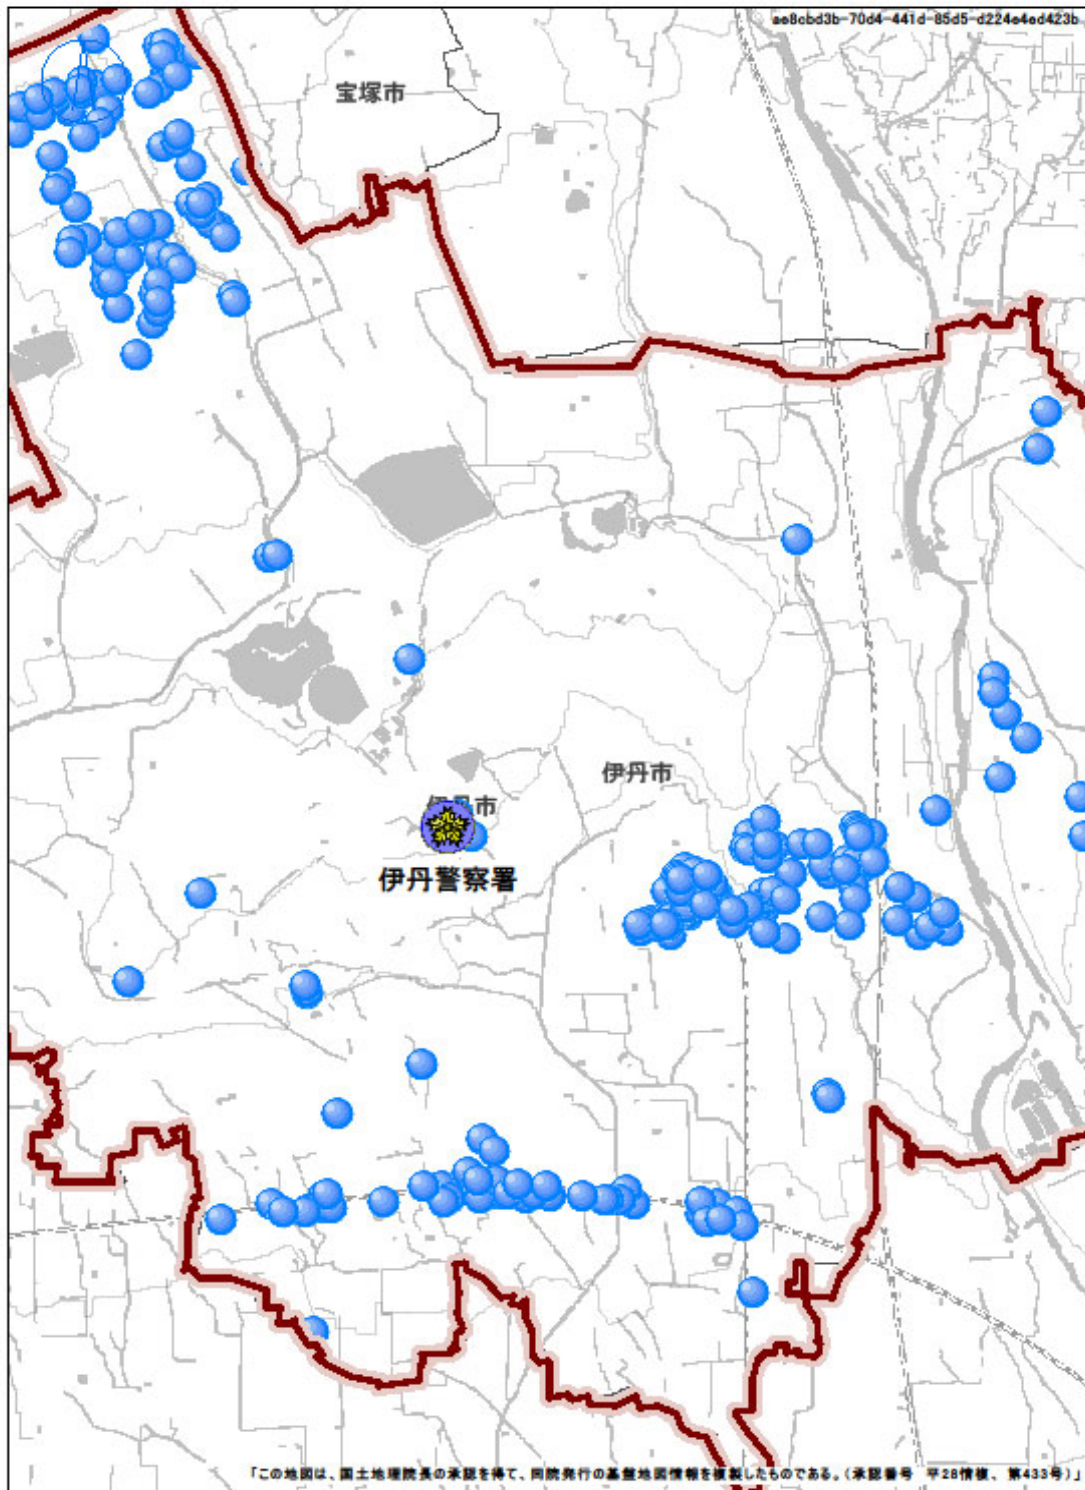 ae8cbd3b-70d4-441d-85d5-d224e4ed423b
宝塚市
伊丹市
伊丹市
伊丹警察署
「この地図は、国土地理院長の承認を得て、同院発行の基盤地図情報を複製したものである。(承認番号 平28情複、第433号)」